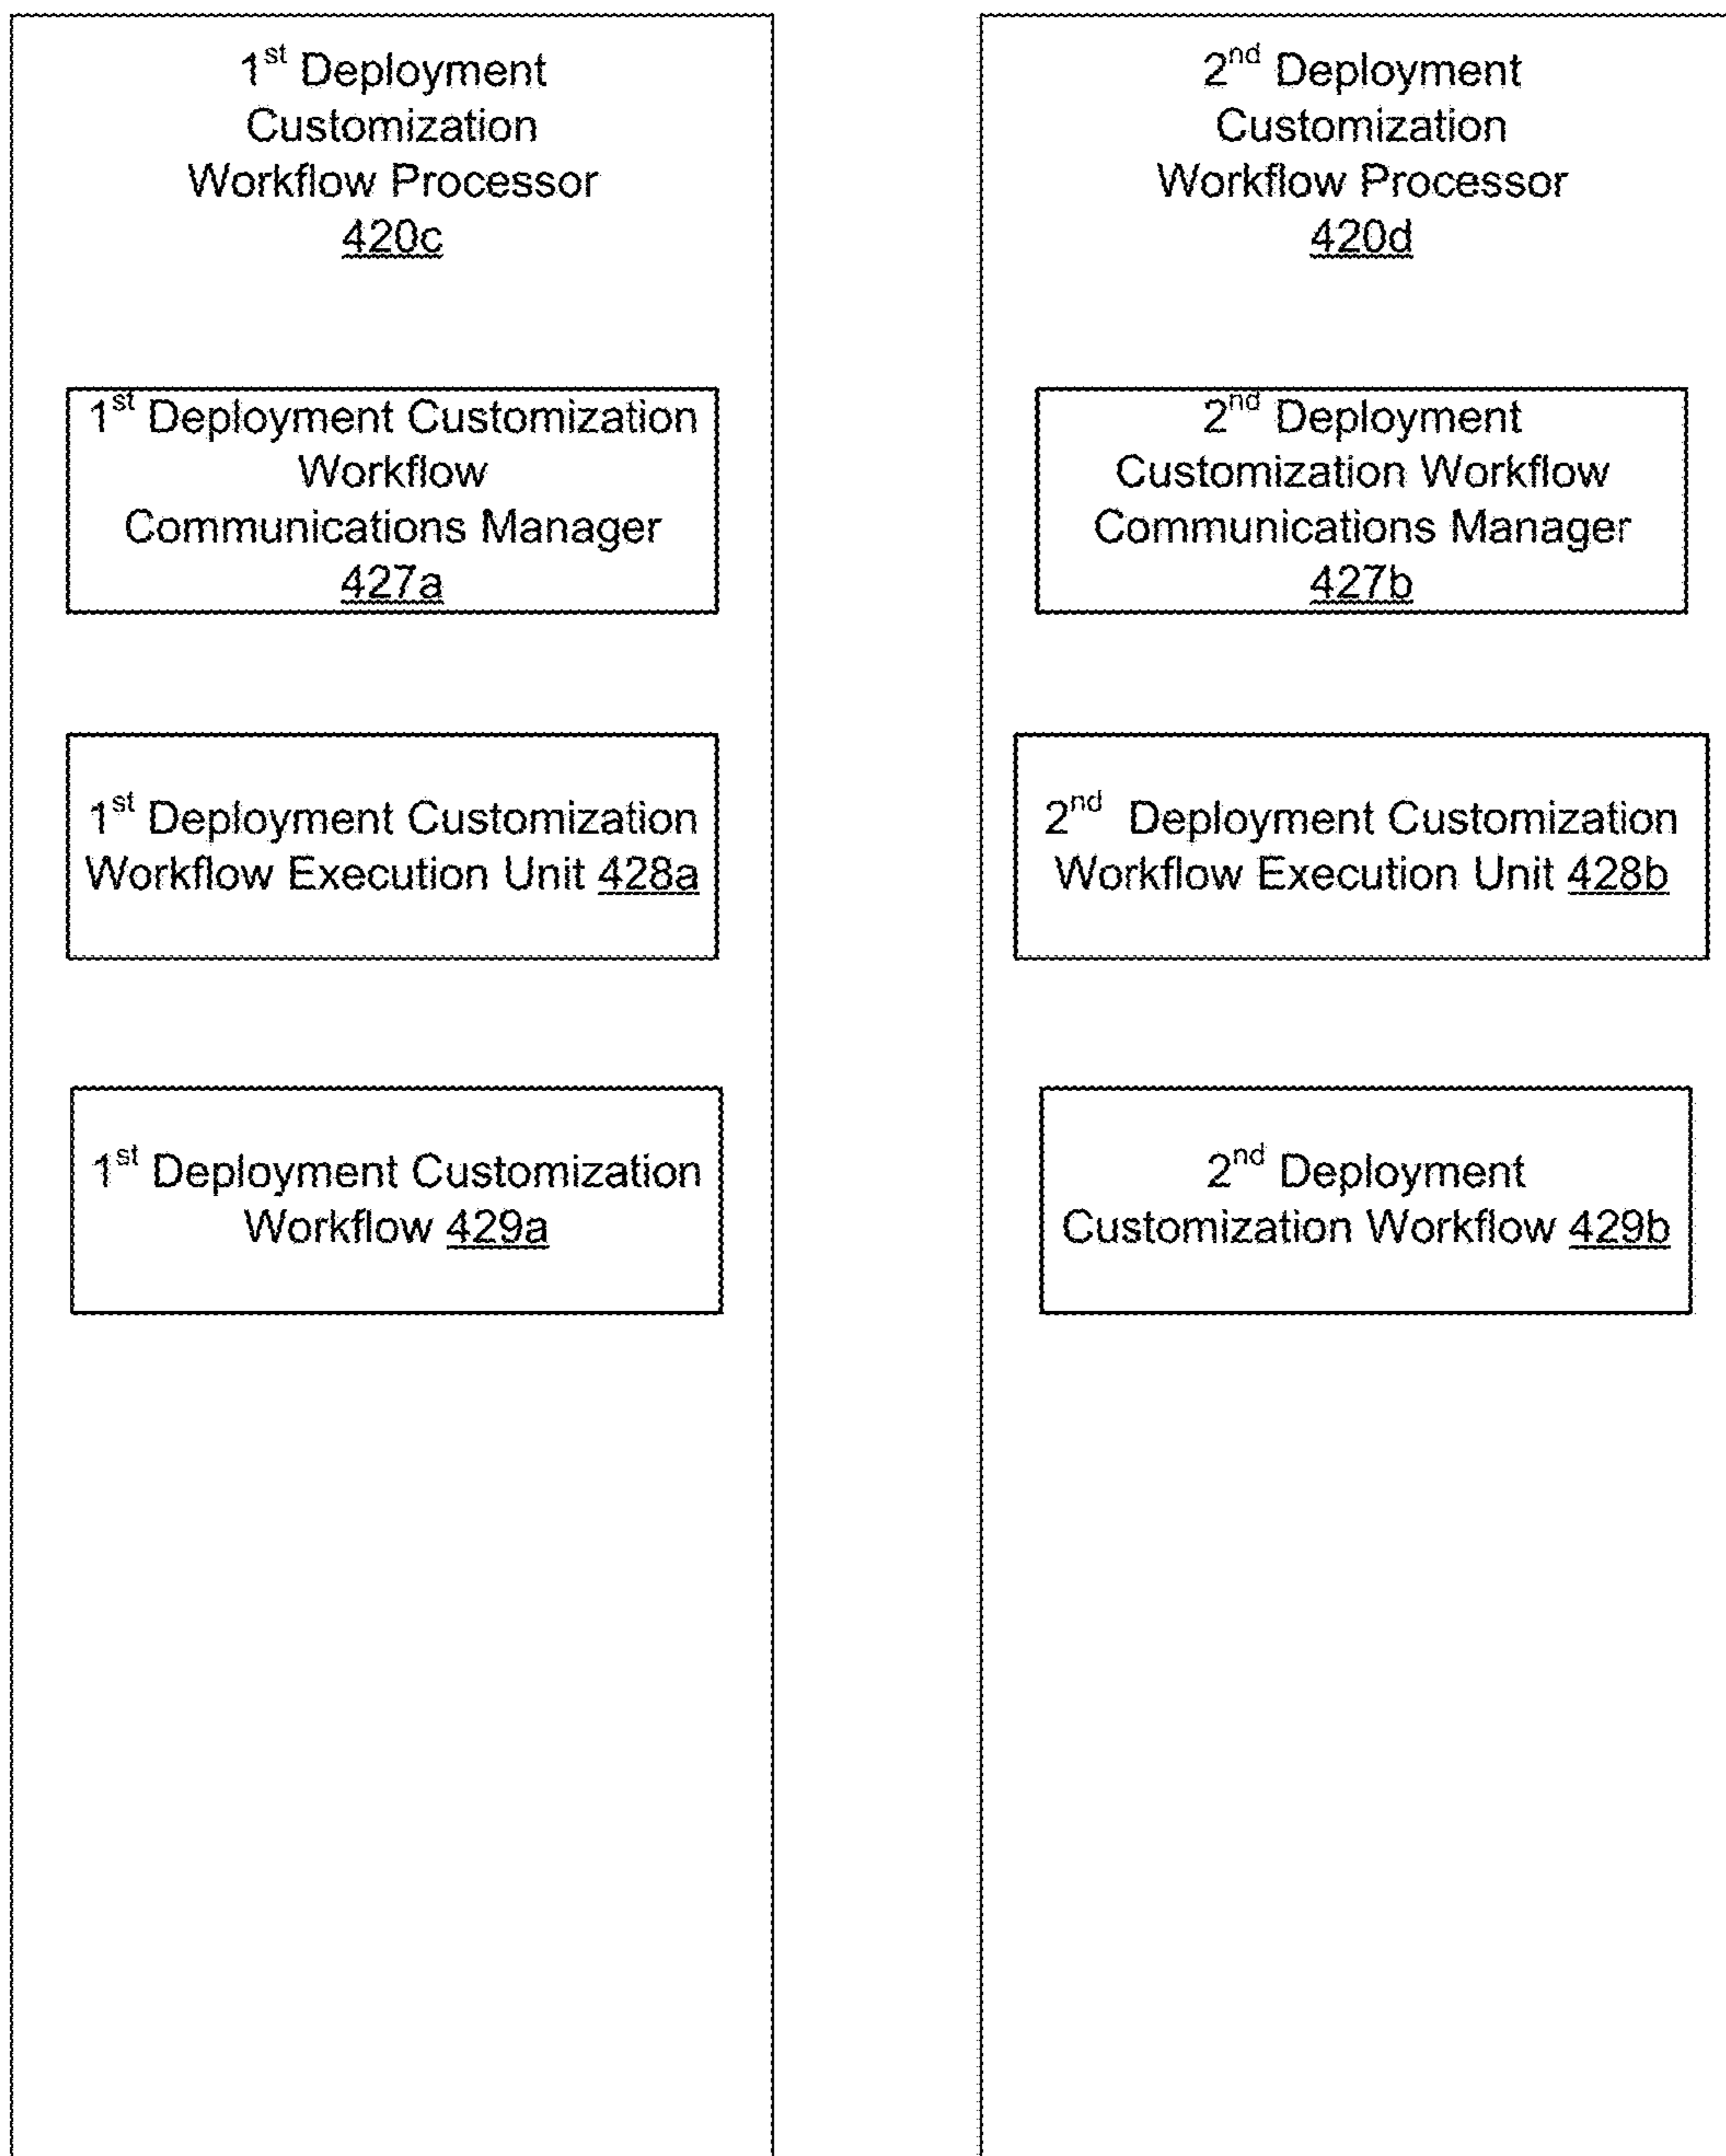 1st Deployment
Customization
Workflow Processor
420c
1st Deployment Customization
Workflow
Communications Manager
427a
1st Deployment Customization
Workflow Execution Unit 428a
1st Deployment Customization
Workflow 429a
2nd Deployment
Customization
Workflow Processor
420d
2nd Deployment
Customization Workflow
Communications Manager
427b
2nd Deployment Customization
Workflow Execution Unit 428b
2nd Deployment
Customization Workflow 429b